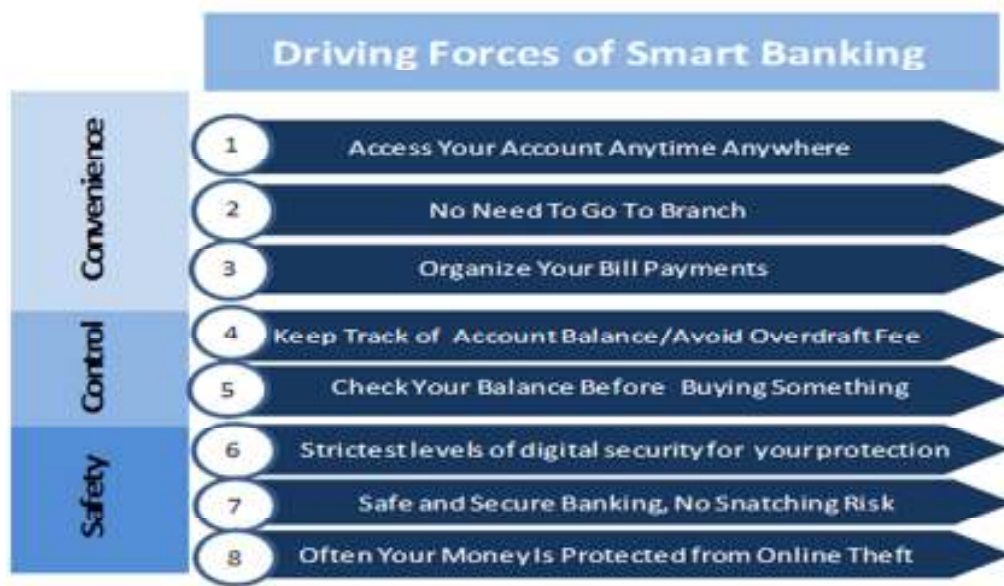 Driving Forces of Smart Banking
Convenience
1 Access Your Account Anytime Anywhere
2 No Need To Go To Branch
3 Organize Your Bill Payments
Control
4 Keep Track of Account Balance/Avoid Overdraft Fee
5 Check Your Balance Before Buying Something
Safety
6 Strictest levels of digital security for your protection
7 Safe and Secure Banking, No Snatching Risk
8 Often Your Money Is Protected from Online Theft